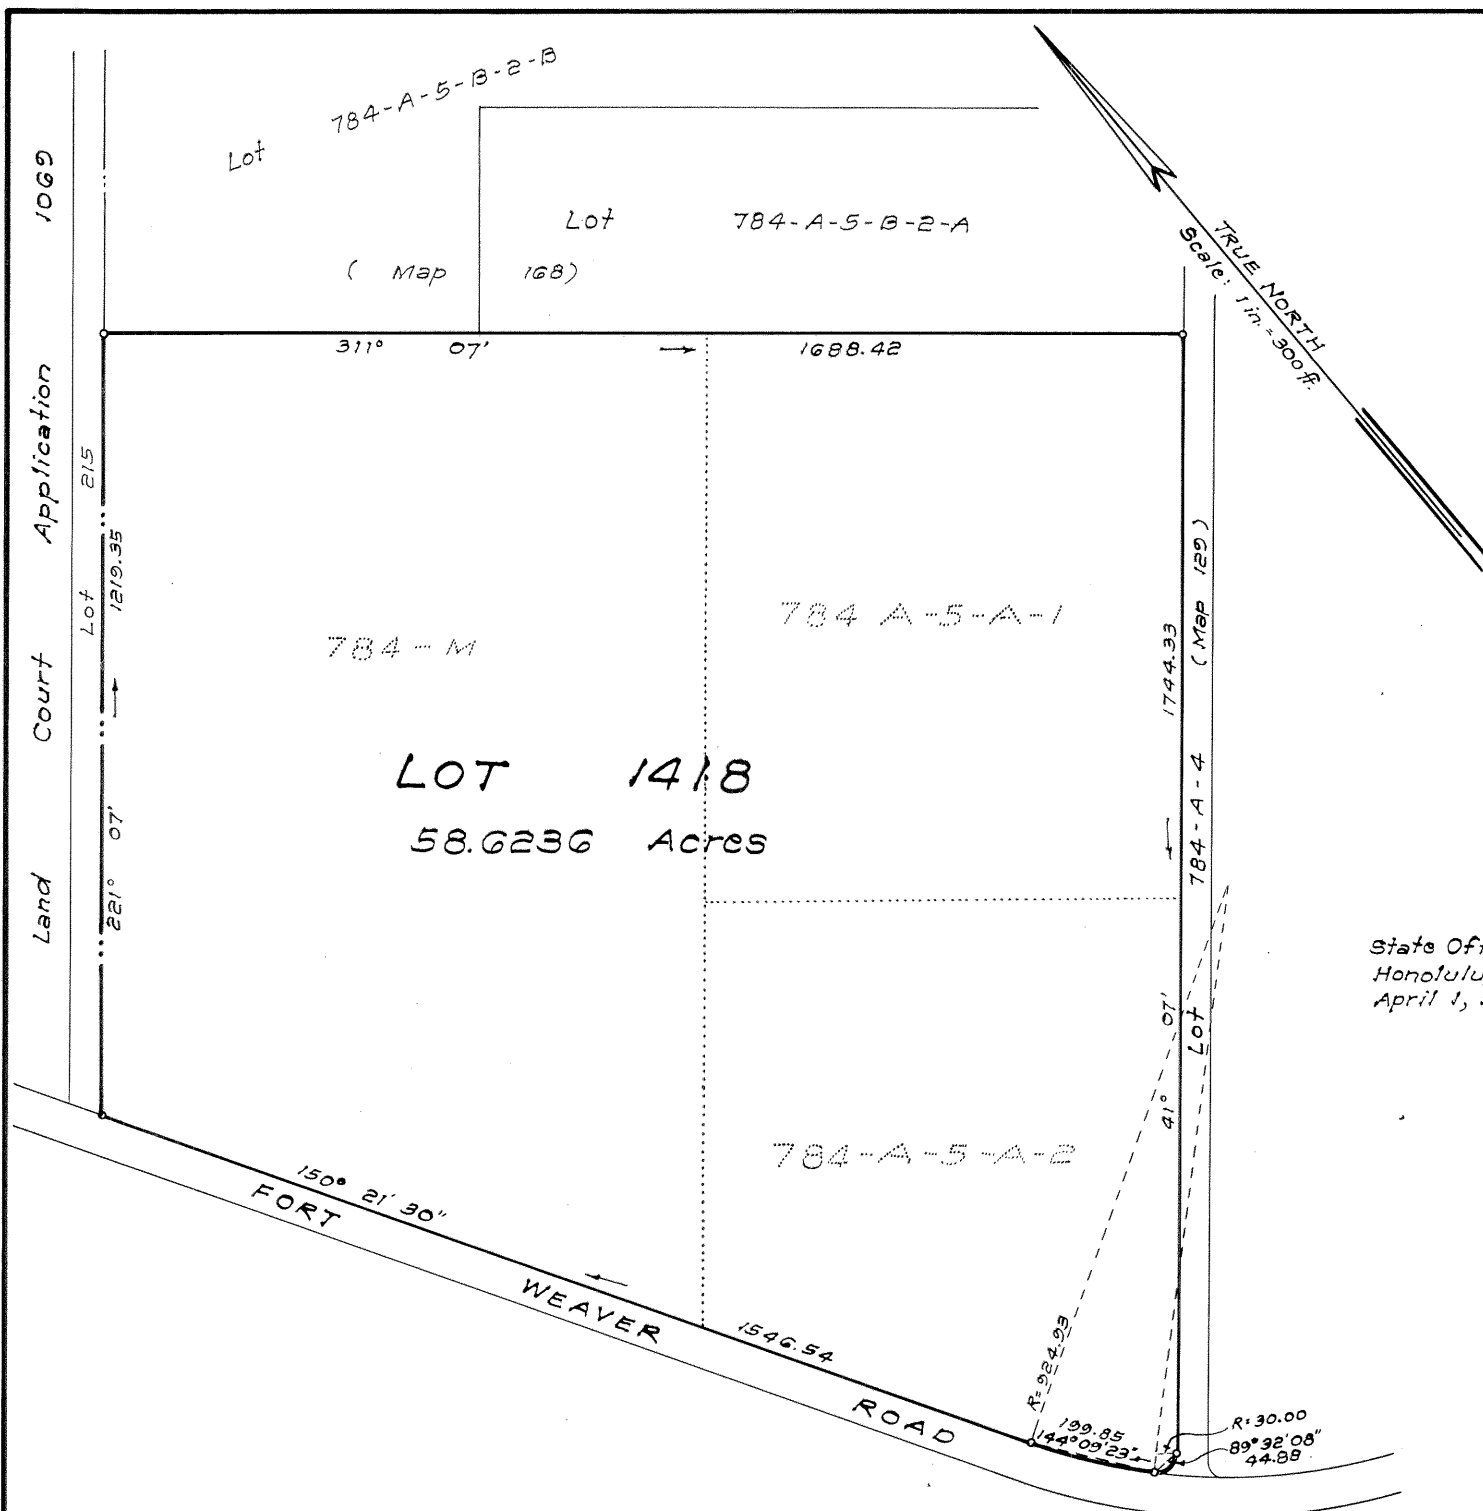 Lot 784-A-5-B-2-B
Lot 784-A-5-B-2-A
( Map 168)
TRUE NORTH
Scale: 1 in. = 300 ft.
311° 07' 1688.42
Land Court Application 1069
Lot 215
221° 07' 1219.35
784-M
784 A-5-A-1
LOT 1418
58.6236 Acres
41° 07' 1744.33
Lot 784-A-4 (Map 129)
State Of
Honolulu
April 1,
784-A-5-A-2
150° 21' 30" 1546.54
FORT WEAVER ROAD
R=924.93
199.85
144°09'23"
R=30.00
89°32'08"
44.88